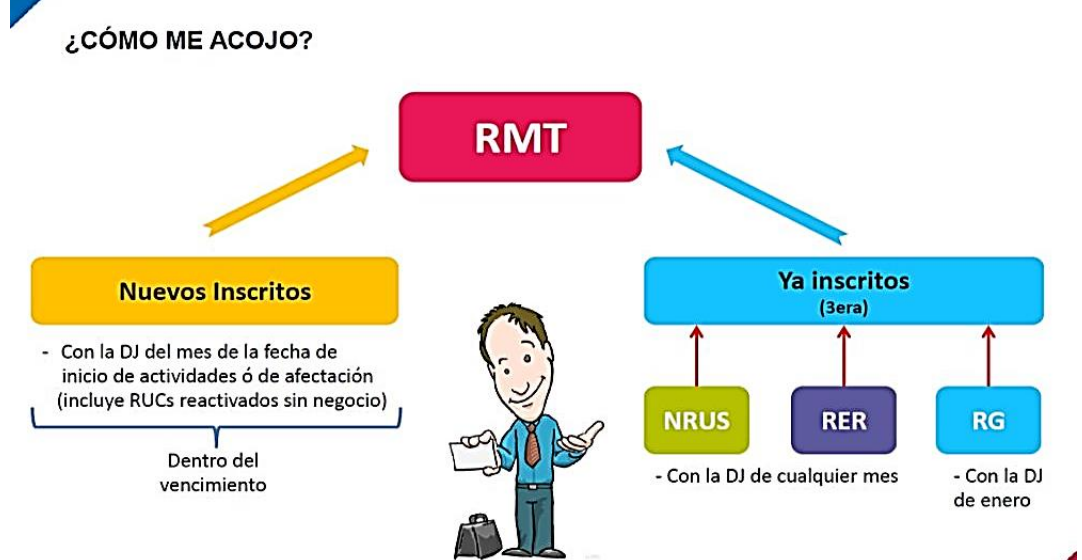 ¿CÓMO ME ACOJO?
RMT
Nuevos Inscritos
- Con la DJ del mes de la fecha de
inicio de actividades ó de afectación
(incluye RUCs reactivados sin negocio)
Dentro del
vencimiento
Ya inscritos
(3era)
NRUS
RER
RG
- Con la DJ de cualquier mes
- Con la DJ
de enero